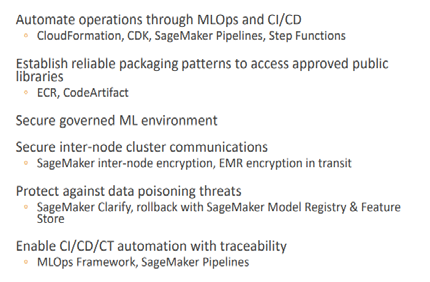 Automate operations through MLOps and CI/CD
CloudFormation, CDK, SageMaker Pipelines, Step Functions
Establish reliable packaging patterns to access approved public
libraries
ECR, CodeArtifact
Secure governed ML environment
Secure inter-node cluster communications
SageMaker inter-node encryption, EMR encryption in transit
Protect against data poisoning threats
SageMaker Clarify, rollback with SageMaker Model Registry & Feature
Store
Enable CI/CD/CT automation with traceability
MLOps Framework, SageMaker Pipelines